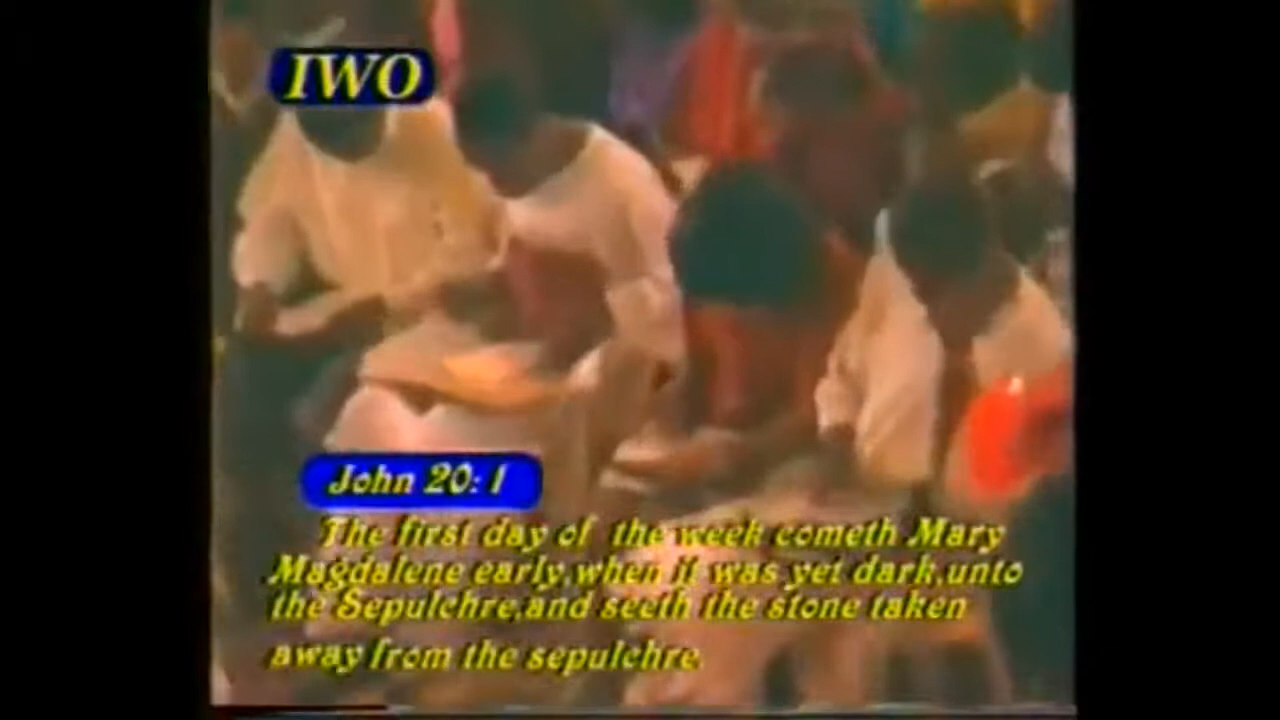 IWO
John 20: 1
The first day of the week cometh Mary
Magdalene early,when it was yet dark,unto
the Sepulchre,and seeth the stone taken
away from the sepulchre.